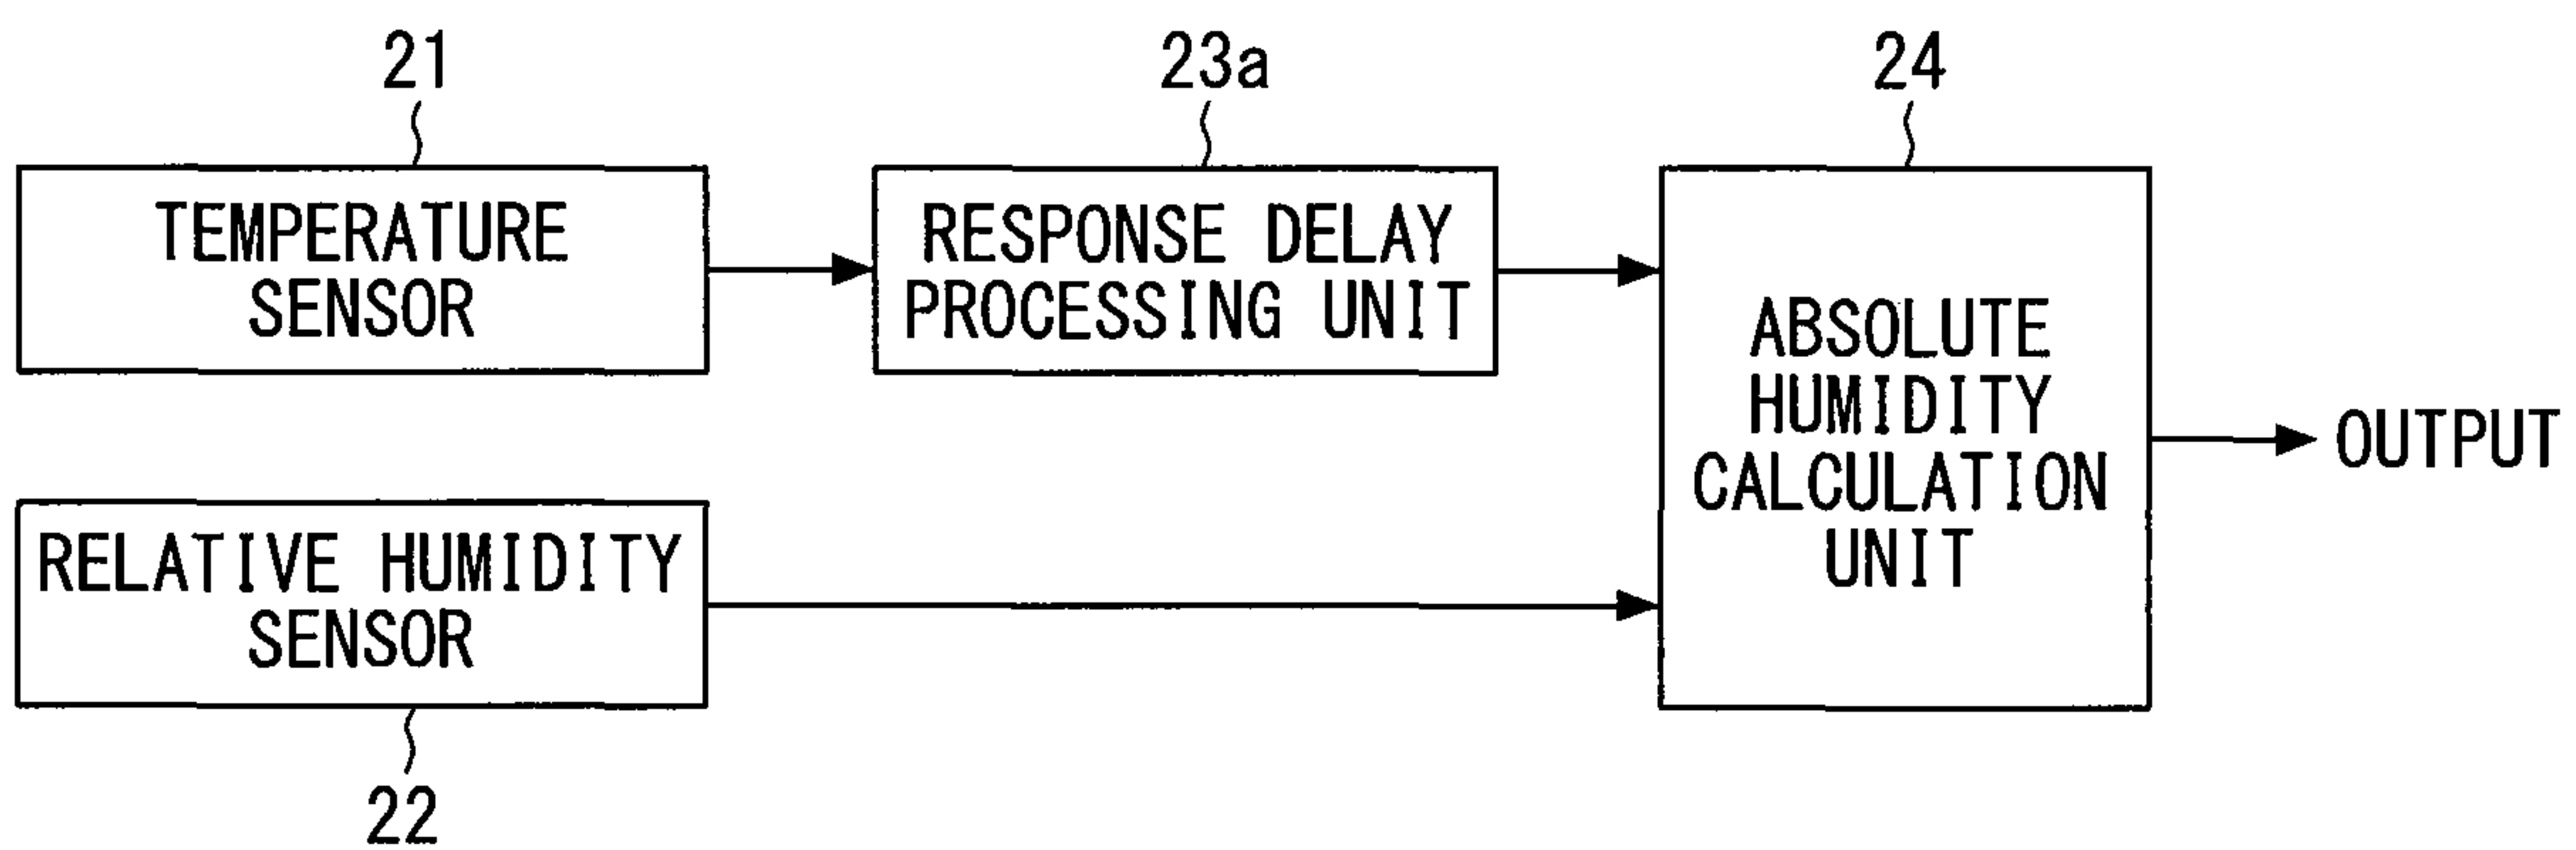 21
23a
24
TEMPERATURE
SENSOR
RESPONSE DELAY
PROCESSING UNIT
ABSOLUTE
HUMIDITY
CALCULATION
UNIT
OUTPUT
RELATIVE HUMIDITY
SENSOR
22